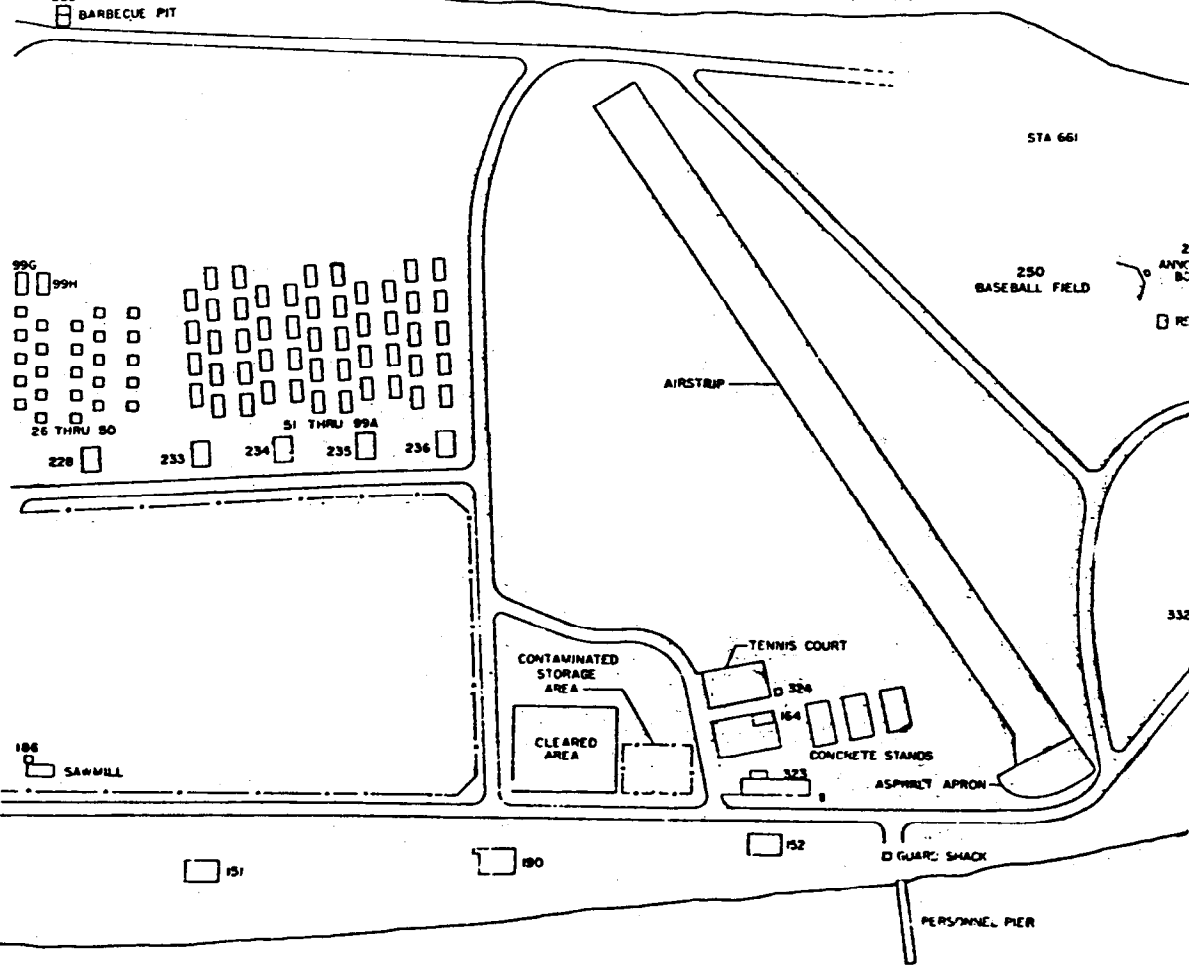 BARBECUE PIT
STA 661
99G
99H
250
BASEBALL FIELD
AIRSTRIP
26 THRU 50
51 THRU 99A
228
233
234
235
236
332
TENNIS COURT
CONTAMINATED
STORAGE
AREA
324
164
CLEARED
AREA
CONCRETE STANDS
186
SAWMILL
323
ASPHALT APRON
151
190
152
GUARD SHACK
PERSONNEL PIER